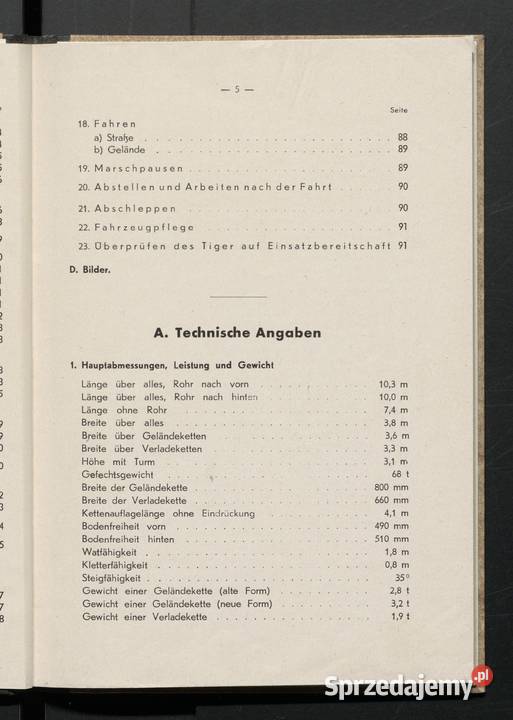 — 5 —
Seite
18. Fahren
a) Straße . . . . . . . . . . . . . . . . . . 88
b) Gelände . . . . . . . . . . . . . . . . . 89
19. Marschpausen . . . . . . . . . . . . . . . 89
20. Abstellen und Arbeiten nach der Fahrt . . . . 90
21. Abschleppen . . . . . . . . . . . . . . . 90
22. Fahrzeugpflege . . . . . . . . . . . . . . 91
23. Überprüfen des Tiger auf Einsatzbereitschaft 91
D. Bilder.
A. Technische Angaben
1. Hauptabmessungen, Leistung und Gewicht
Länge über alles, Rohr nach vorn . . . . . . . . . 10,3 m
Länge über alles, Rohr nach hinten . . . . . . . . 10,0 m
Länge ohne Rohr . . . . . . . . . . . . . . 7,4 m
Breite über alles . . . . . . . . . . . . . . . 3,8 m
Breite über Geländeketten . . . . . . . . . . . 3,6 m
Breite über Verladeketten . . . . . . . . . . . 3,3 m
Höhe mit Turm . . . . . . . . . . . . . . . 3,1 m
Gefechtsgewicht . . . . . . . . . . . . . . . 68 t
Breite der Geländekette . . . . . . . . . . . . 800 mm
Breite der Verladekette . . . . . . . . . . . . 660 mm
Kettenauflagelänge ohne Eindrückung . . . . . . . 4,1 m
Bodenfreiheit vorn . . . . . . . . . . . . . . 490 mm
Bodenfreiheit hinten . . . . . . . . . . . . . 510 mm
Watfähigkeit . . . . . . . . . . . . . . . . 1,8 m
Kletterfähigkeit . . . . . . . . . . . . . . . 0,8 m
Steigfähigkeit . . . . . . . . . . . . . . . . 35°
Gewicht einer Geländekette (alte Form) . . . . . . 2,8 t
Gewicht einer Geländekette (neue Form) . . . . . . 3,2 t
Gewicht einer Verladekette . . . . . . . . . . . 1,9 t
Sprzedajemy.pl